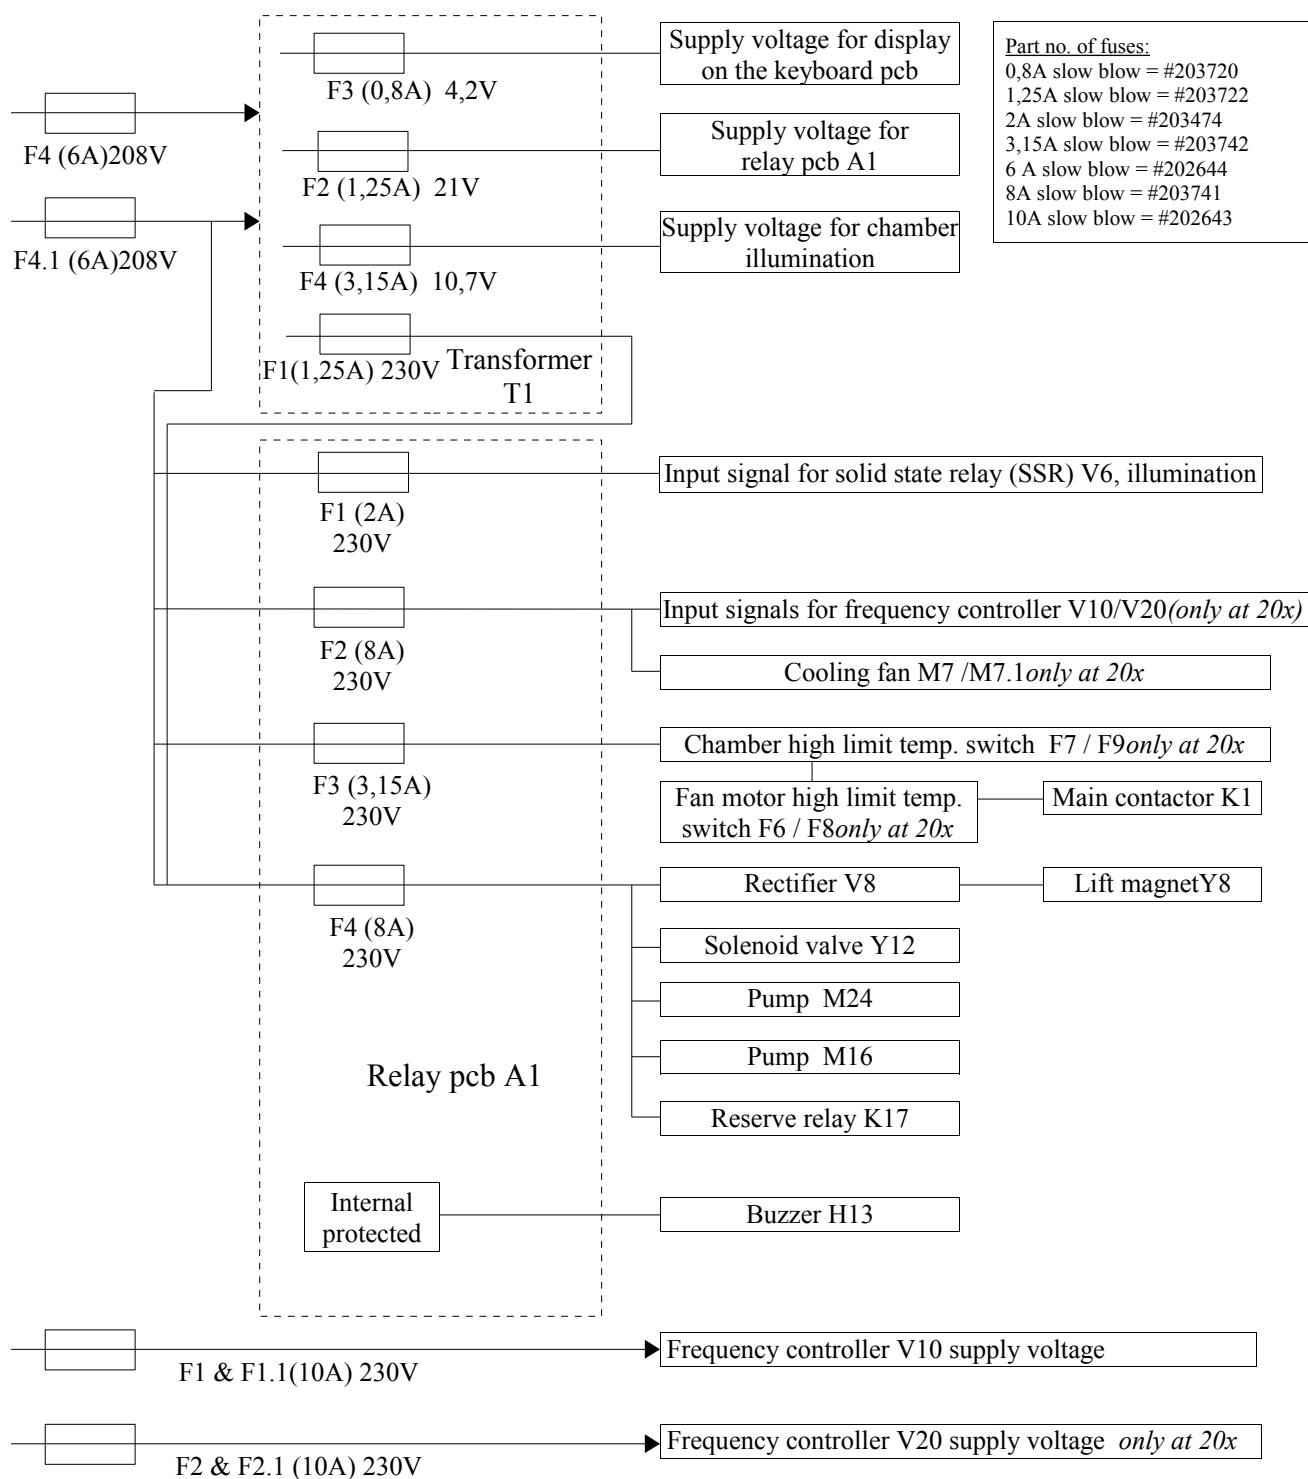 Supply voltage for display
on the keyboard pcb
F3 (0,8A)  4,2V
Part no. of fuses:
0,8A slow blow = #203720
1,25A slow blow = #203722
2A slow blow = #203474
3,15A slow blow = #203742
6 A slow blow = #202644
8A slow blow = #203741
10A slow blow = #202643
F4 (6A)208V
Supply voltage for
relay pcb A1
F2 (1,25A)  21V
F4.1 (6A)208V
Supply voltage for chamber
illumination
F4 (3,15A)  10,7V
F1(1,25A) 230V
Transformer
T1
Input signal for solid state relay (SSR) V6, illumination
F1 (2A)
230V
Input signals for frequency controller V10/V20(only at 20x)
F2 (8A)
230V
Cooling fan M7 /M7.1only at 20x
Chamber high limit temp. switch  F7 / F9only at 20x
F3 (3,15A)
230V
Fan motor high limit temp.
switch F6 / F8only at 20x
Main contactor K1
Rectifier V8
Lift magnetY8
F4 (8A)
230V
Solenoid valve Y12
Pump  M24
Pump  M16
Relay pcb A1
Reserve relay K17
Internal
protected
Buzzer H13
Frequency controller V10 supply voltage
F1 & F1.1(10A) 230V
Frequency controller V20 supply voltage  only at 20x
F2 & F2.1 (10A) 230V